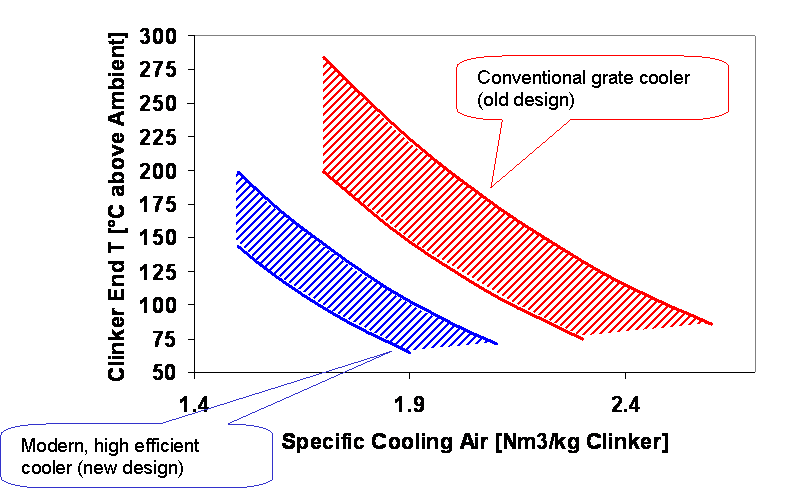 300
275
250
225
200
175
150
125
100
75
50
Clinker End T [°C above Ambient]
Conventional grate cooler
(old design)
1.4
1.9
2.4
Specific Cooling Air [Nm3/kg Clinker]
Modern, high efficient
cooler (new design)